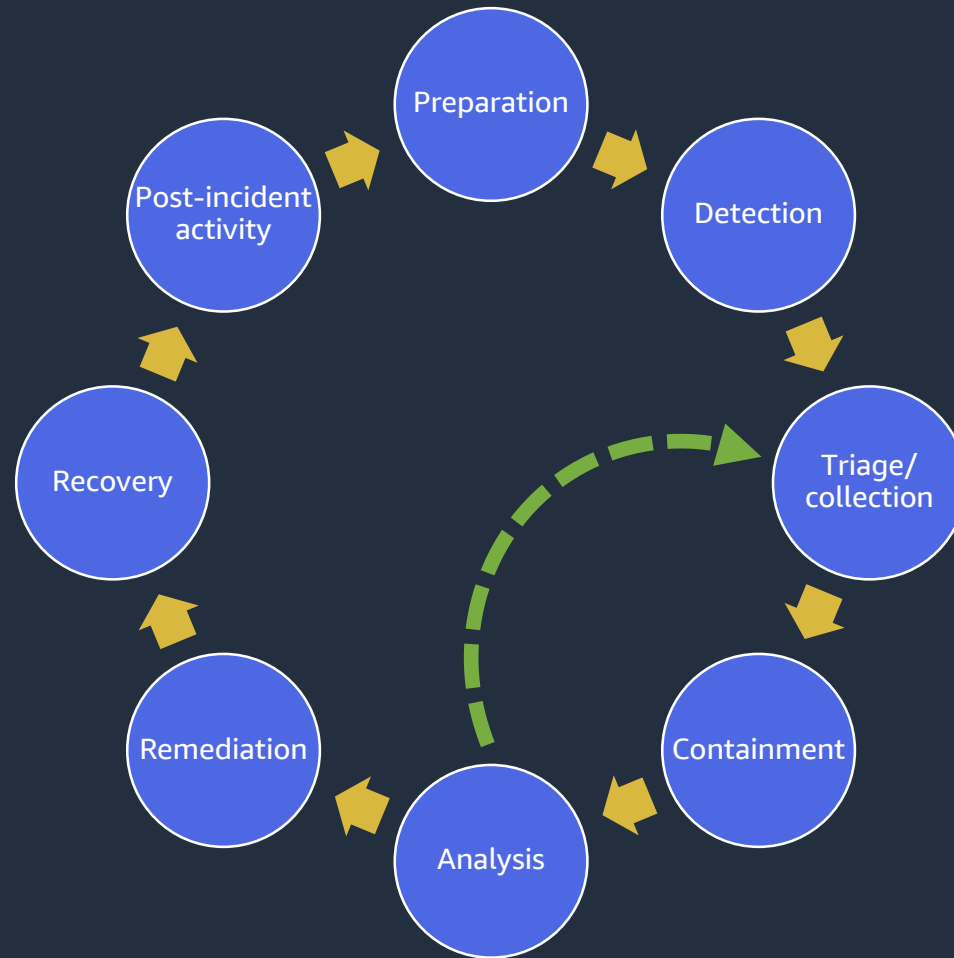 Preparation
Detection
Triage/
collection
Containment
Analysis
Remediation
Recovery
Post-incident
activity